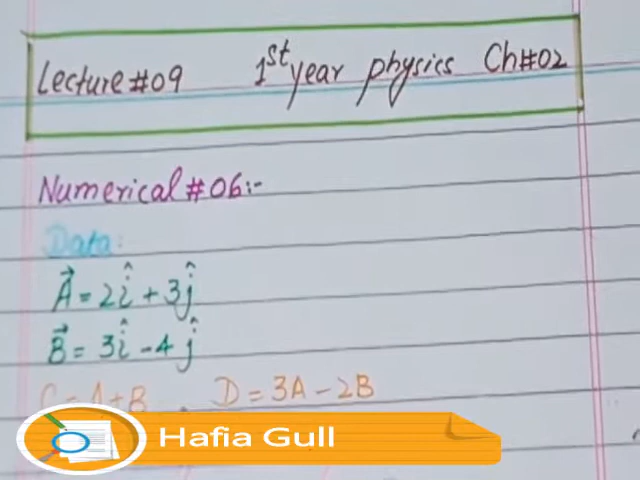 Lecture #09 1st year physics Ch#02
Numerical # 06:-
Data:
A⃗ = 2î + 3ĵ
B⃗ = 3î - 4ĵ
C = A+B , D = 3A - 2B
Hafia Gull